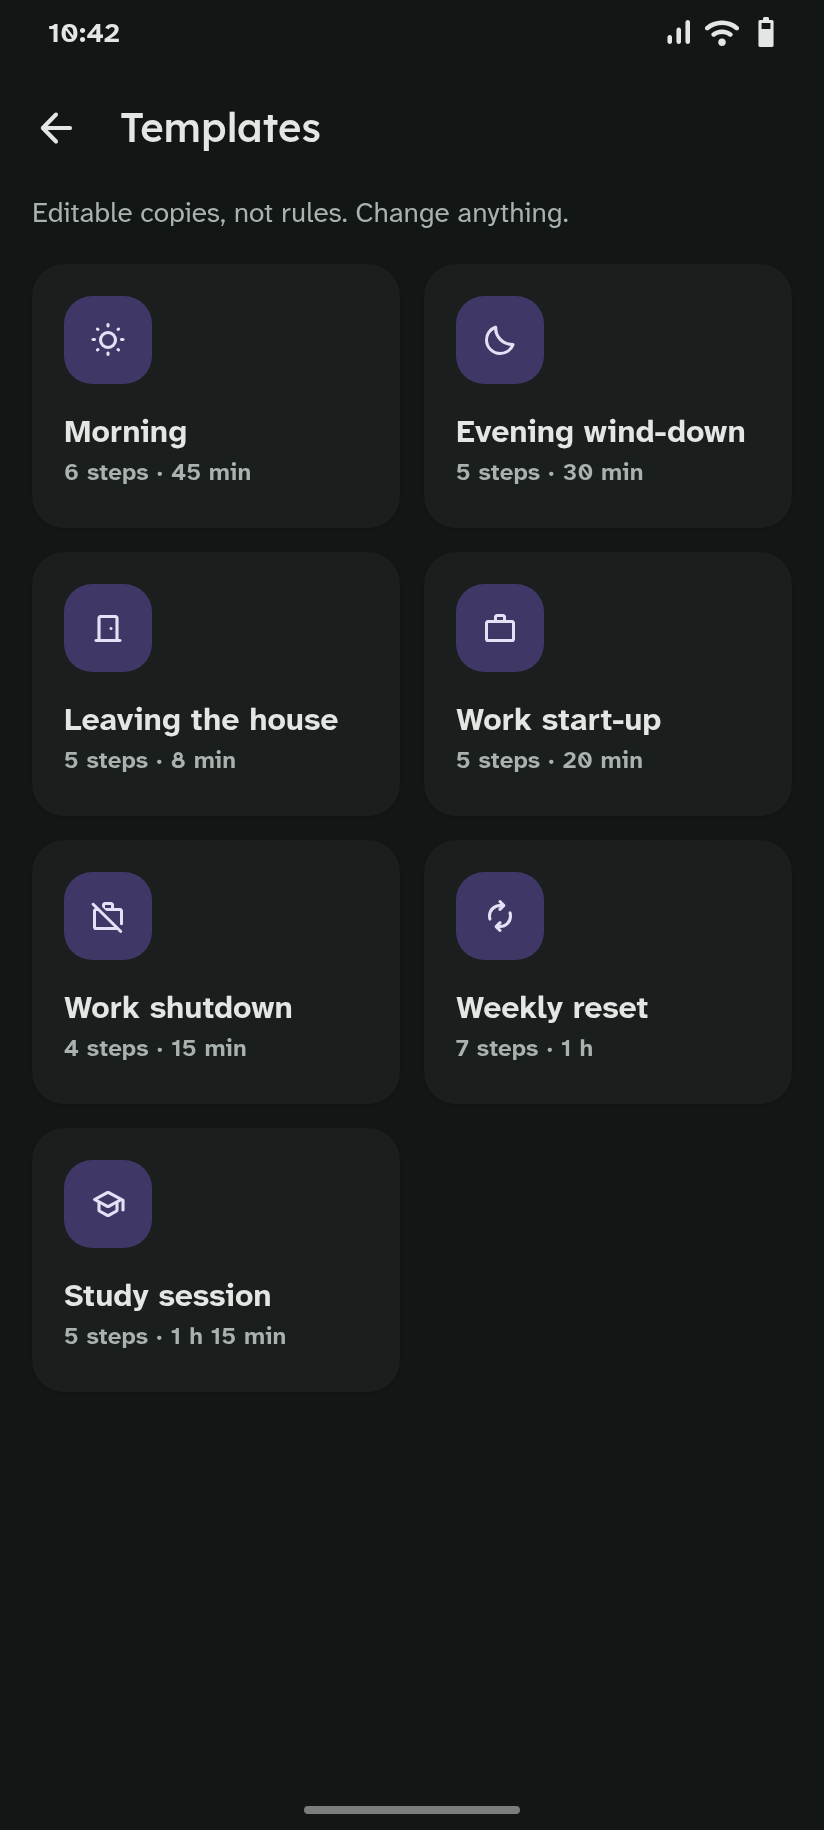 10:42
Templates
Editable copies, not rules. Change anything.
Morning
6 steps · 45 min
Evening wind-down
5 steps · 30 min
Leaving the house
5 steps · 8 min
Work start-up
5 steps · 20 min
Work shutdown
4 steps · 15 min
Weekly reset
7 steps · 1 h
Study session
5 steps · 1 h 15 min